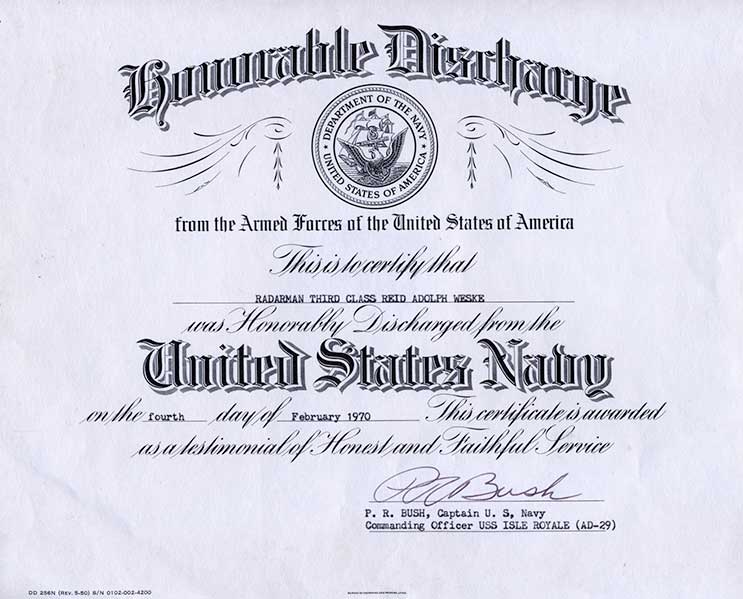 Honorable Discharge
DEPARTMENT OF THE NAVY
UNITED STATES OF AMERICA
from the Armed Forces of the United States of America
This is to certify that
RADARMAN THIRD CLASS REID ADOLPH WESKE
was Honorably Discharged from the
United States Navy
on the fourth day of February 1970 This certificate is awarded
as a testimonial of Honest and Faithful Service
P R Bush
P. R. BUSH, Captain U. S, Navy
Commanding Officer USS ISLE ROYALE (AD-29)
DD 256N (REV. 5-50) S/N 0102-002-4200